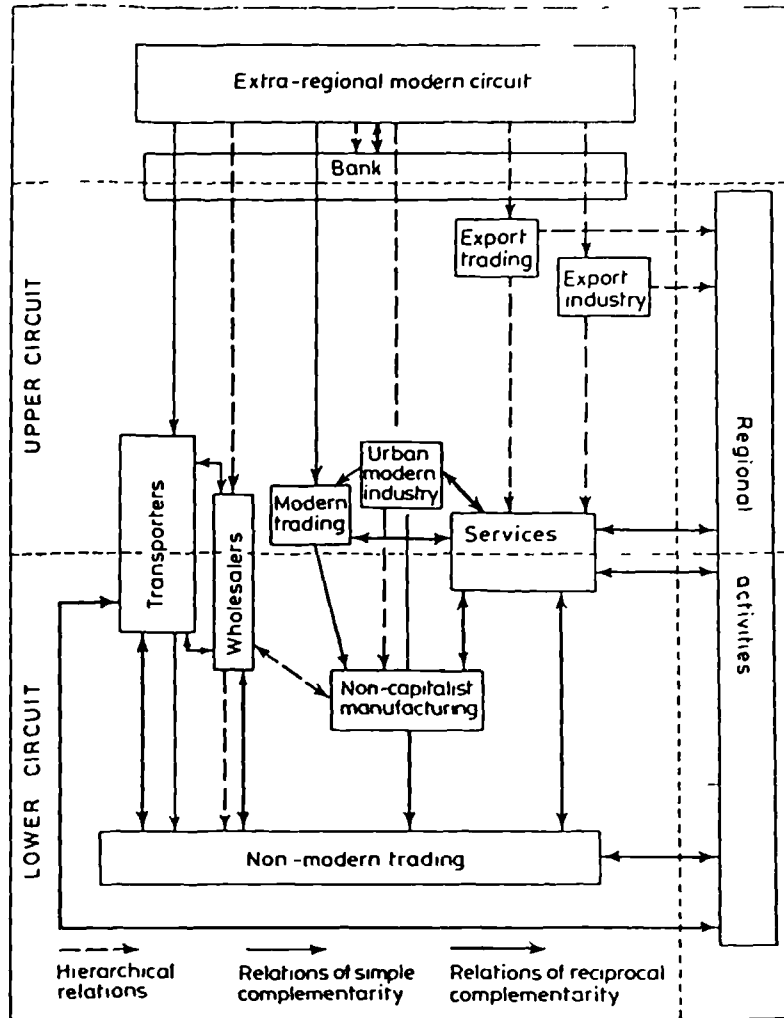 Extra-regional modern circuit
Bank
Export
trading
Export
industry
UPPER CIRCUIT
Regional activities
Urban
modern
industry
Modern
trading
Services
Transporters
Wholesalers
Non-capitalist
manufacturing
LOWER CIRCUIT
Non-modern trading
Hierarchical
relations
Relations of simple
complementarity
Relations of reciprocal
complementarity